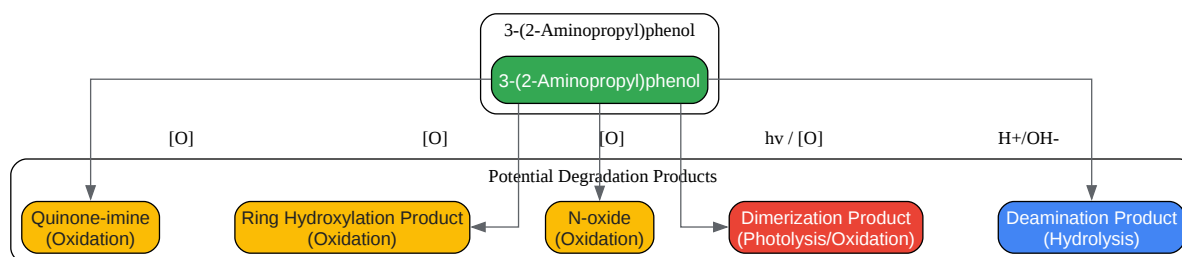 3-(2-Aminopropyl)phenol
3-(2-Aminopropyl)phenol
[O]
[O]
[O]
hv / [O]
H+/OH-
Potential Degradation Products
Quinone-imine
(Oxidation)
Ring Hydroxylation Product
(Oxidation)
N-oxide
(Oxidation)
Dimerization Product
(Photolysis/Oxidation)
Deamination Product
(Hydrolysis)